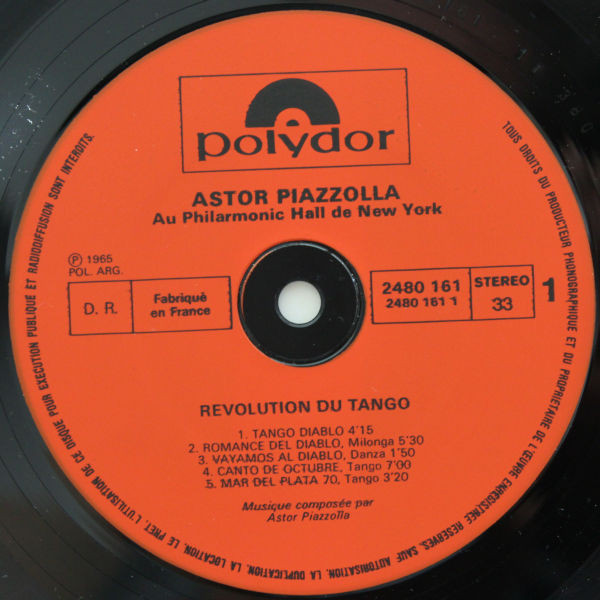 polydor
ASTOR PIAZZOLLA
Au Philarmonic Hall de New York
℗ 1965
POL. ARG.
D. R.
Fabriqué
en France
2480 161
2480 161 1
STEREO
33
1
REVOLUTION DU TANGO
1. TANGO DIABLO 4'15
2. ROMANCE DEL DIABLO, Milonga 5'30
3. VAYAMOS AL DIABLO, Danza 1'50
4. CANTO DE OCTUBRE, Tango 7'00
5. MAR DEL PLATA 70, Tango 3'20
Musique composée par
Astor Piazzolla
TOUS DROITS DU PRODUCTEUR PHONOGRAPHIQUE ET DU PROPRIETAIRE DE L'ŒUVRE ENREGISTREE RESERVES. SAUF AUTORISATION, LA DUPLICATION, LA LOCATION, LE PRET, L'UTILISATION DE CE DISQUE POUR EXECUTION PUBLIQUE ET RADIODIFFUSION SONT INTERDITS.